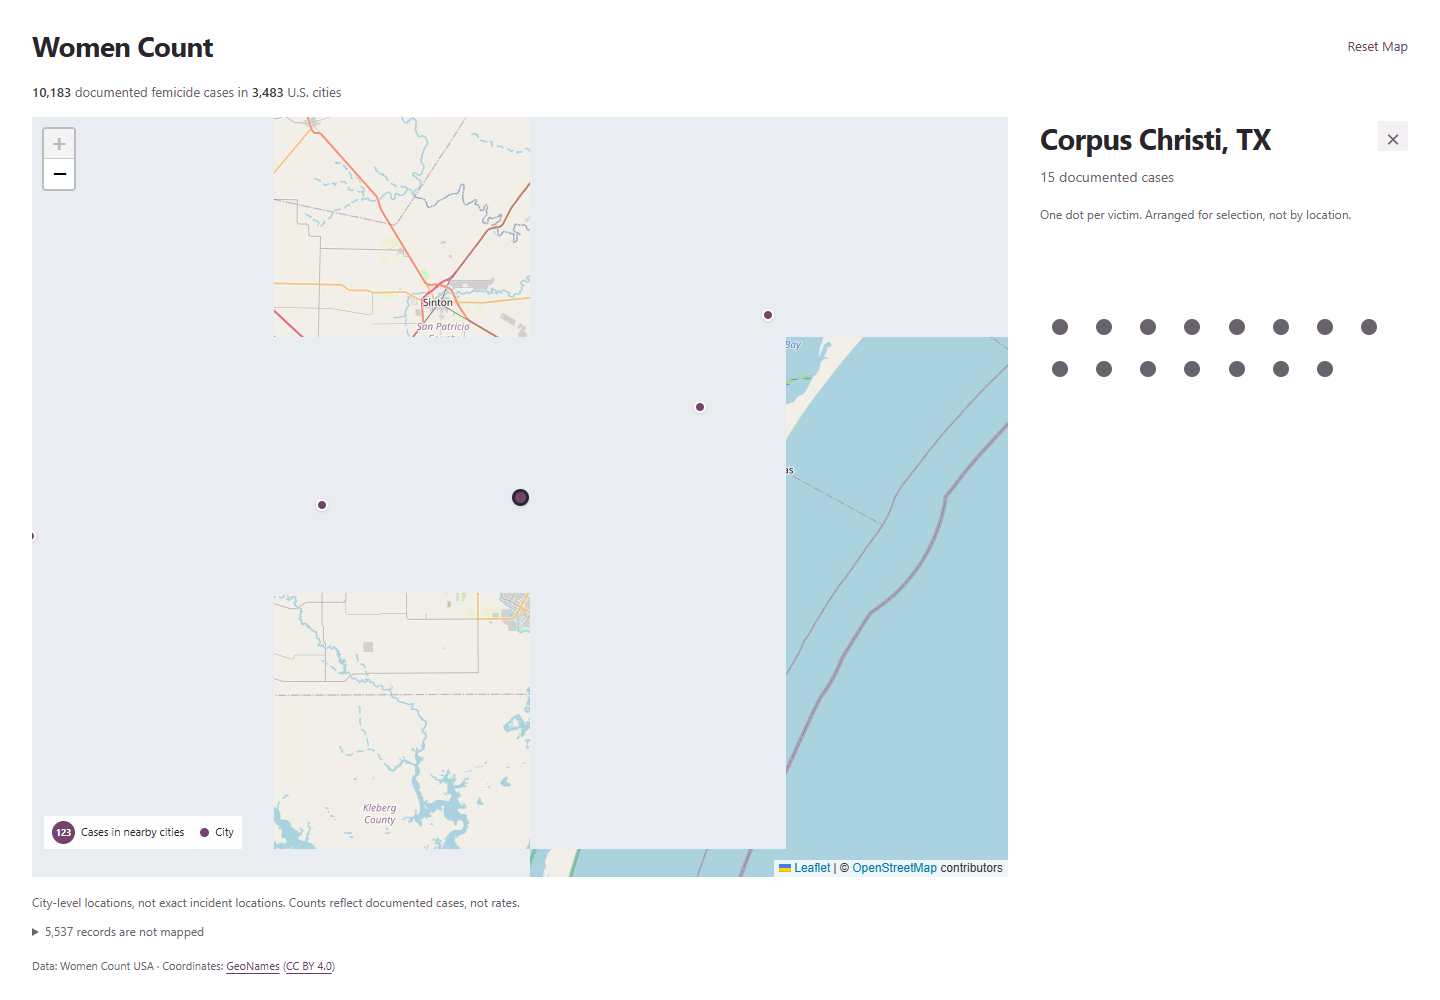 Women Count
Reset Map
10,183 documented femicide cases in 3,483 U.S. cities
+
−
Sinton
San Patricio
Bay
as
Kleberg
County
123 Cases in nearby cities City
Leaflet | © OpenStreetMap contributors
Corpus Christi, TX
×
15 documented cases
One dot per victim. Arranged for selection, not by location.
City-level locations, not exact incident locations. Counts reflect documented cases, not rates.
5,537 records are not mapped
Data: Women Count USA · Coordinates: GeoNames (CC BY 4.0)